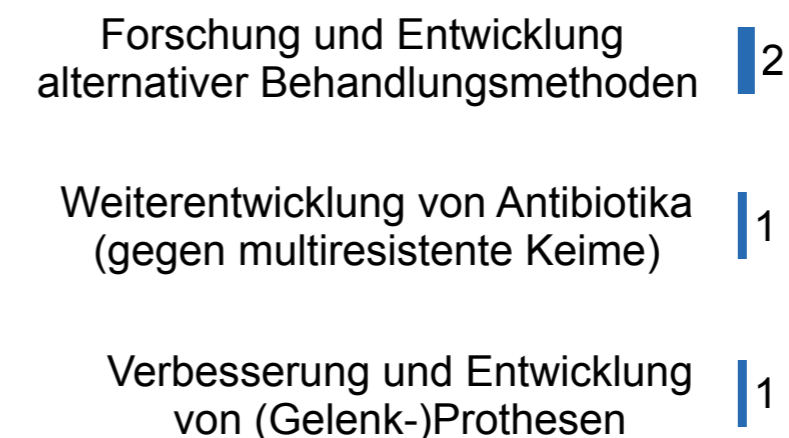 Forschung und Entwicklung
alternativer Behandlungsmethoden
2
Weiterentwicklung von Antibiotika
(gegen multiresistente Keime)
1
Verbesserung und Entwicklung
von (Gelenk-)Prothesen
1